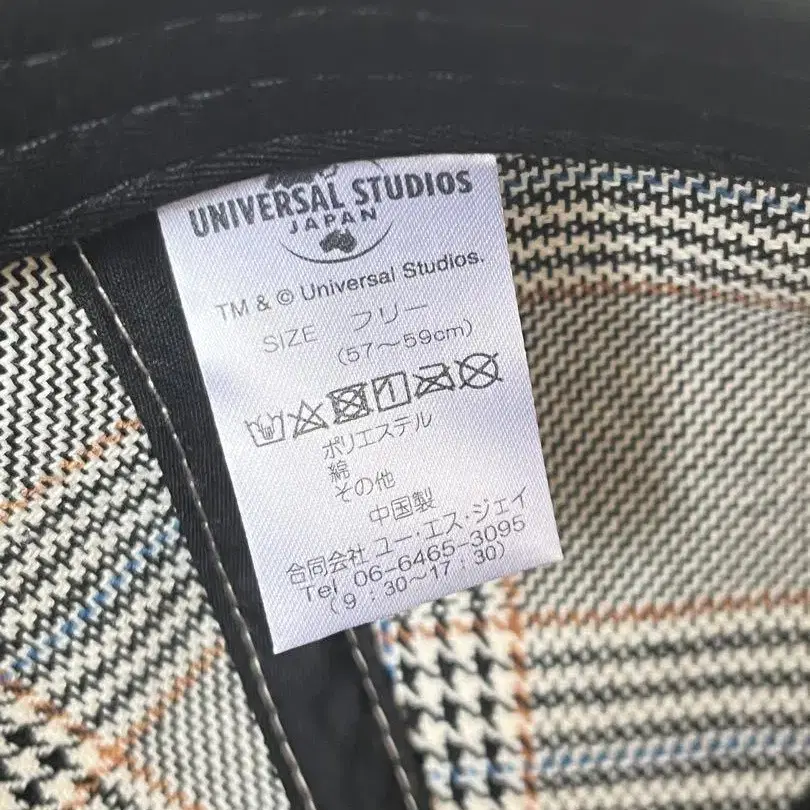 UNIVERSAL STUDIOS
JAPAN
TM & © Universal Studios.
SIZE フリー
(57～59cm)
ポリエステル
綿
その他
中国製
合同会社 ユー・エス・ジェイ
Tel 06-6465-3095
(9:30～17:30)